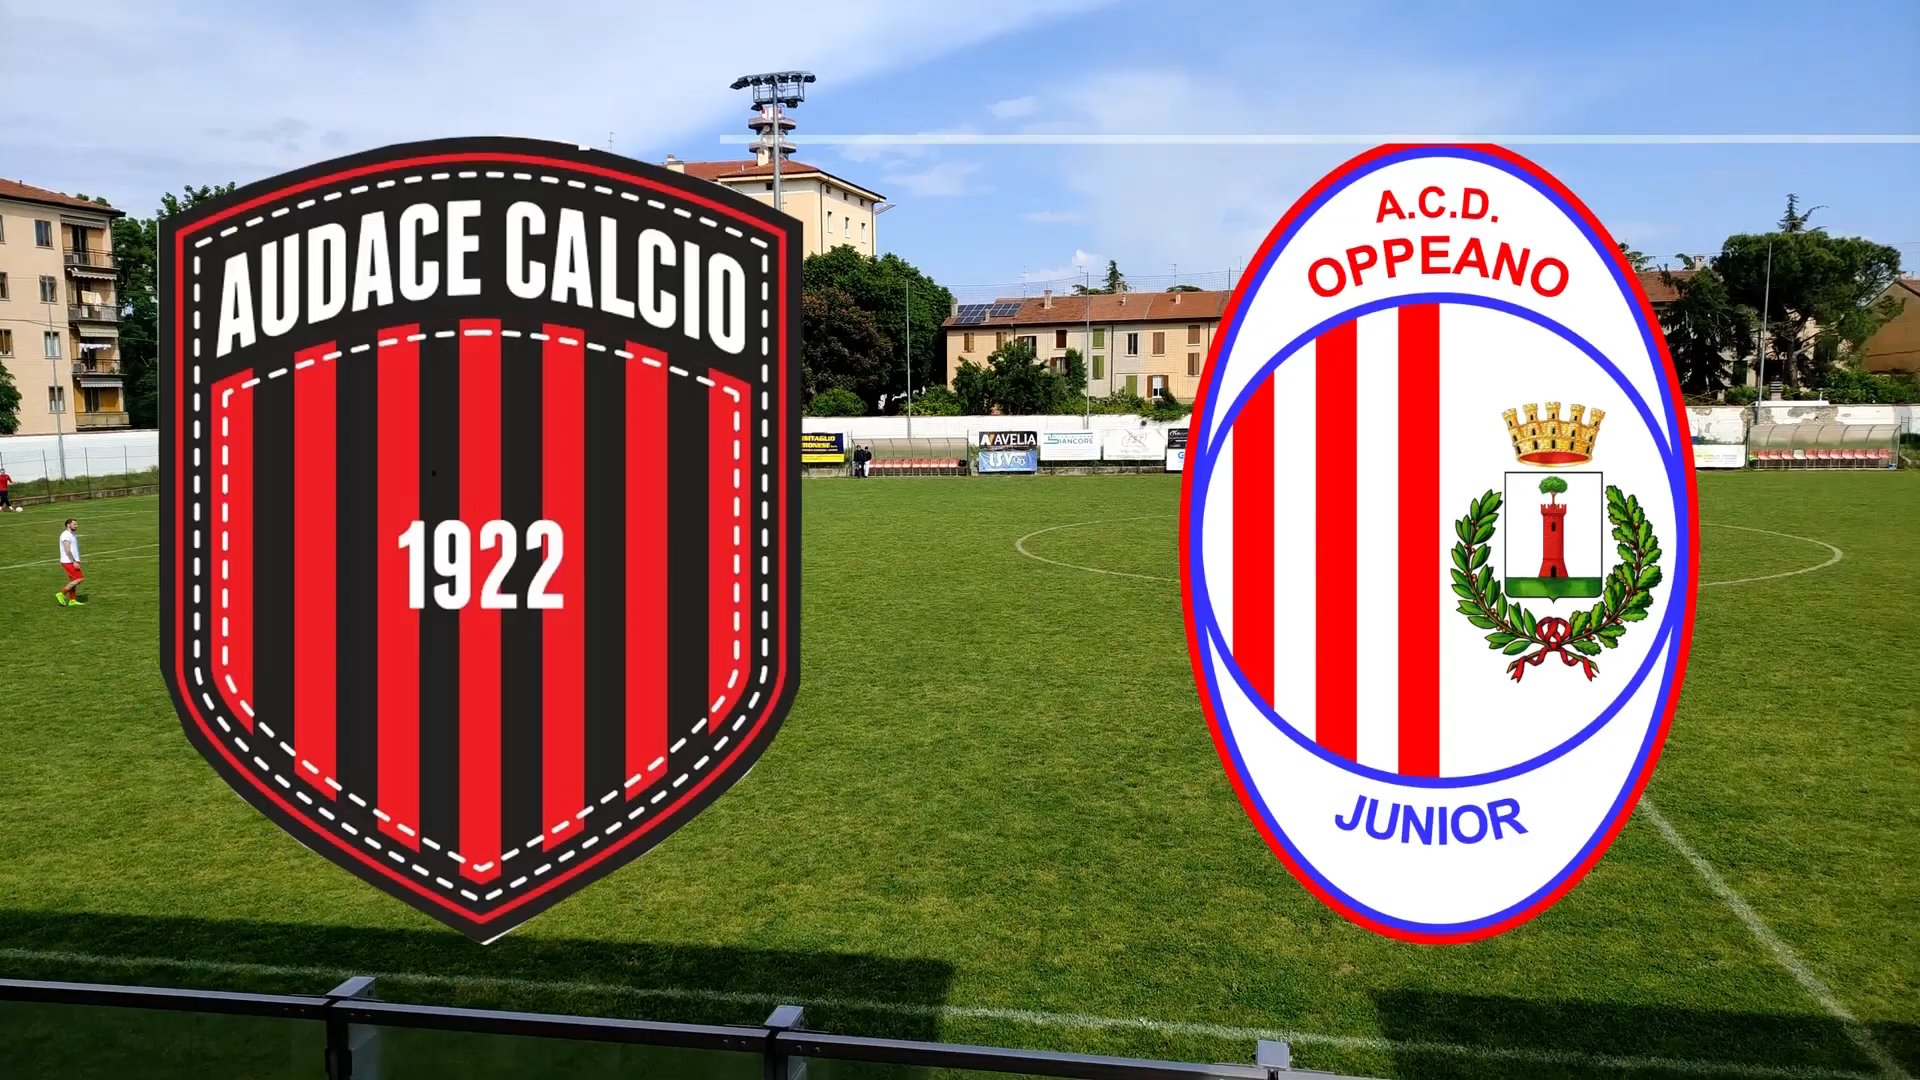 AUDACE CALCIO
1922
A.C.D.
OPPEANO
JUNIOR
AVELIA